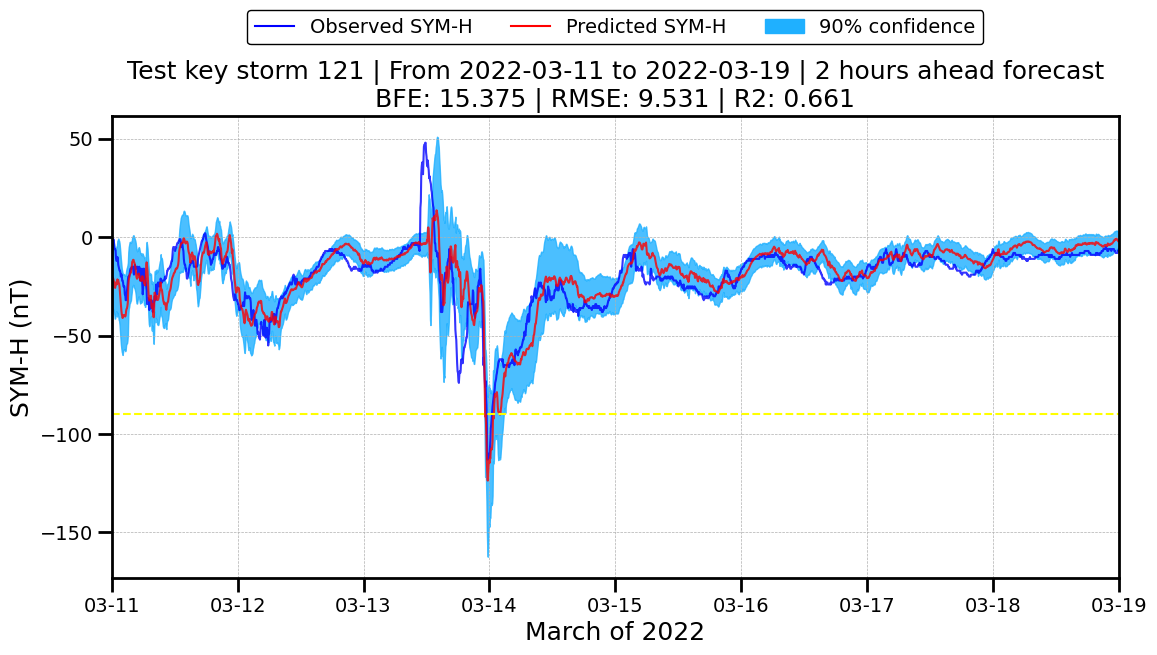 Observed SYM-H Predicted SYM-H 90% confidence
Test key storm 121 | From 2022-03-11 to 2022-03-19 | 2 hours ahead forecast
BFE: 15.375 | RMSE: 9.531 | R2: 0.661
SYM-H (nT)
50
0
−50
−100
−150
03-11 03-12 03-13 03-14 03-15 03-16 03-17 03-18 03-19
March of 2022